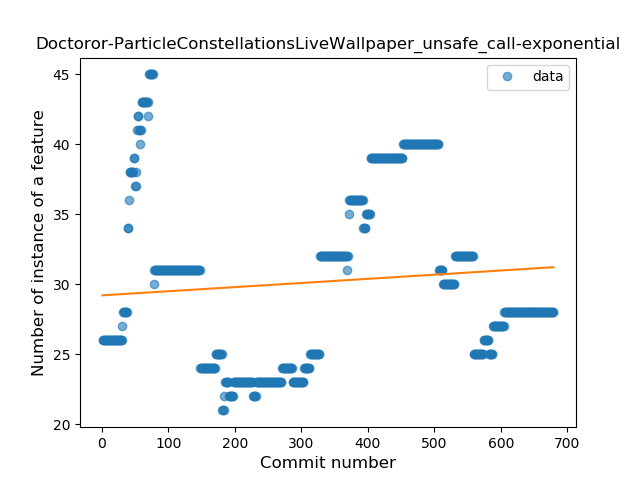 Doctoror-ParticleConstellationsLiveWallpaper_unsafe_call-exponential
data
Number of instance of a feature
45
40
35
30
25
20
0 100 200 300 400 500 600 700
Commit number